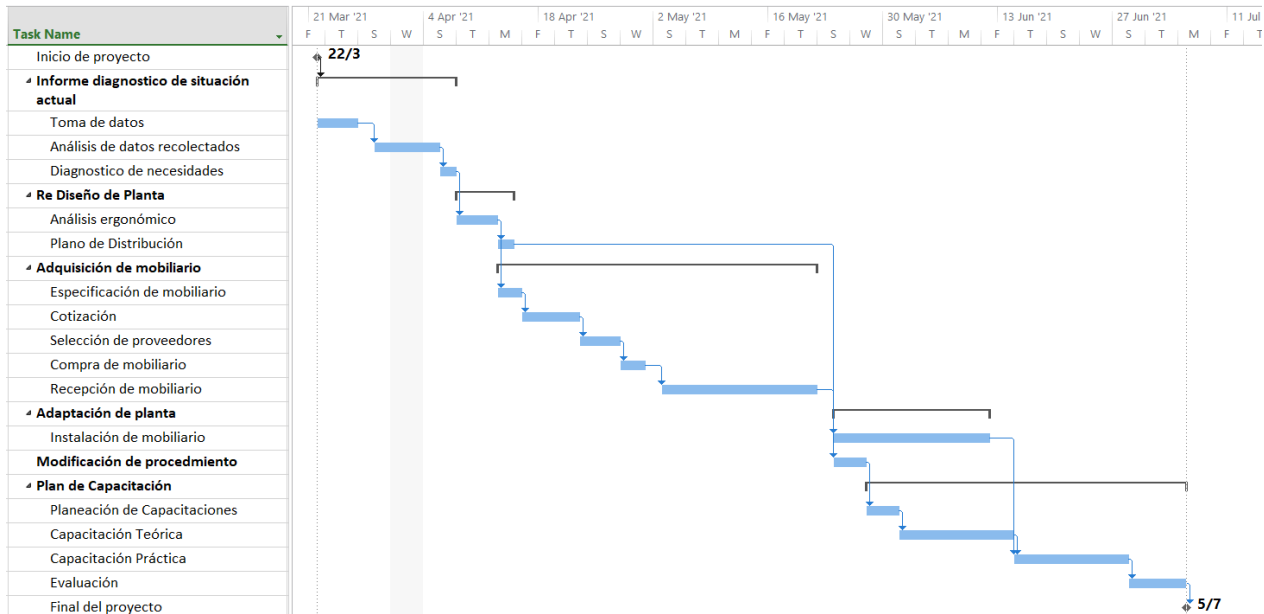 21 Mar '21 4 Apr '21 18 Apr '21 2 May '21 16 May '21 30 May '21 13 Jun '21 27 Jun '21 11 Jul
Task Name F T S W S T M F T S W S T M F T S W S T M F T S W S T M F T
Inicio de proyecto 22/3
Informe diagnostico de situación
actual
Toma de datos
Análisis de datos recolectados
Diagnostico de necesidades
Re Diseño de Planta
Análisis ergonómico
Plano de Distribución
Adquisición de mobiliario
Especificación de mobiliario
Cotización
Selección de proveedores
Compra de mobiliario
Recepción de mobiliario
Adaptación de planta
Instalación de mobiliario
Modificación de procedmiento
Plan de Capacitación
Planeación de Capacitaciones
Capacitación Teórica
Capacitación Práctica
Evaluación
Final del proyecto 5/7